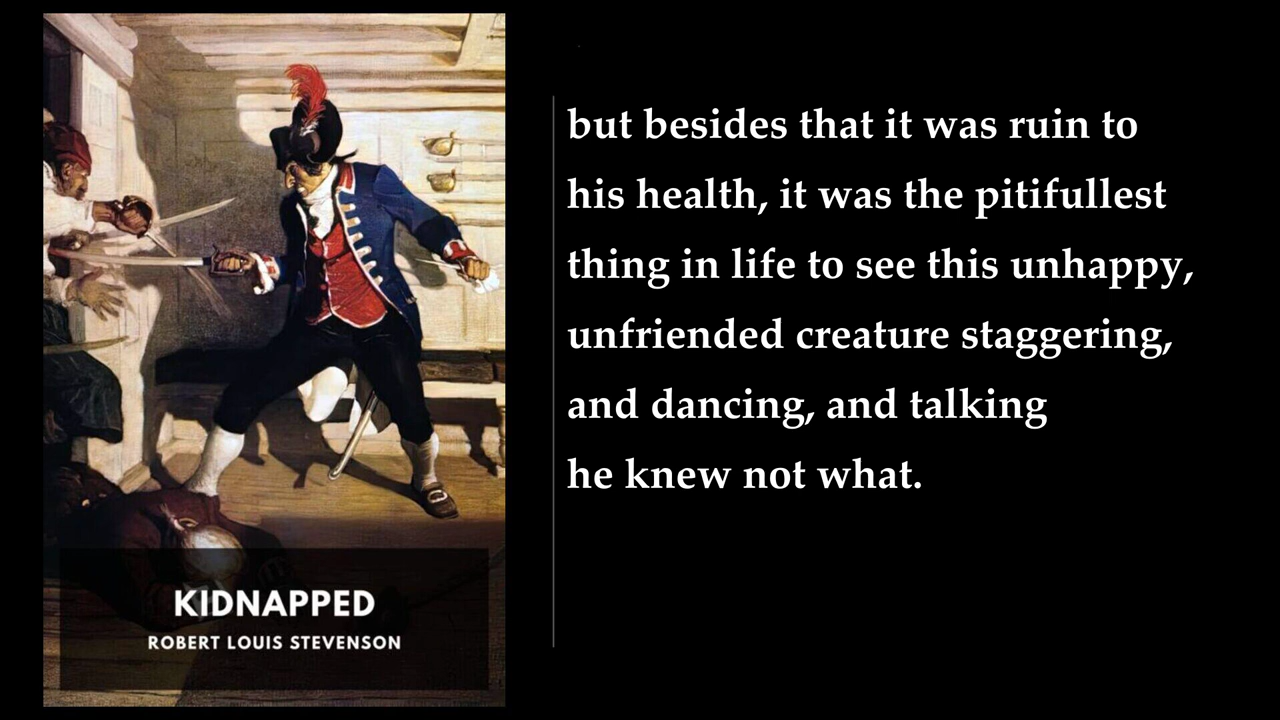 but besides that it was ruin to
his health, it was the pitifullest
thing in life to see this unhappy,
unfriended creature staggering,
and dancing, and talking
he knew not what.
KIDNAPPED
ROBERT LOUIS STEVENSON